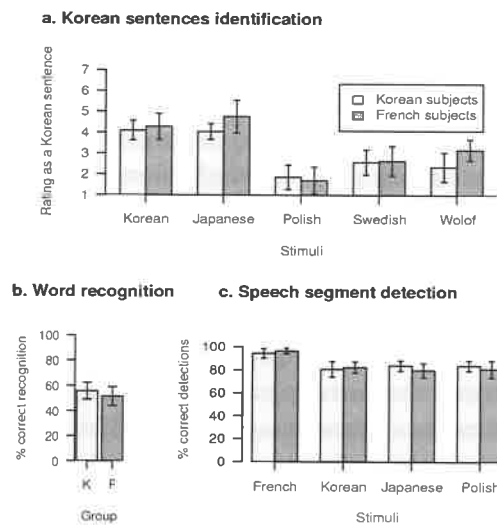 a. Korean sentences identification
Rating as a Korean sentence
7
6
5
4
3
2
1
Korean subjects
French subjects
Korean Japanese Polish Swedish Wolof
Stimuli
b. Word recognition
% correct recognition
100
80
60
40
20
0
K F
Group
c. Speech segment detection
% correct detections
100
80
60
40
20
0
French Korean Japanese Polish
Stimuli